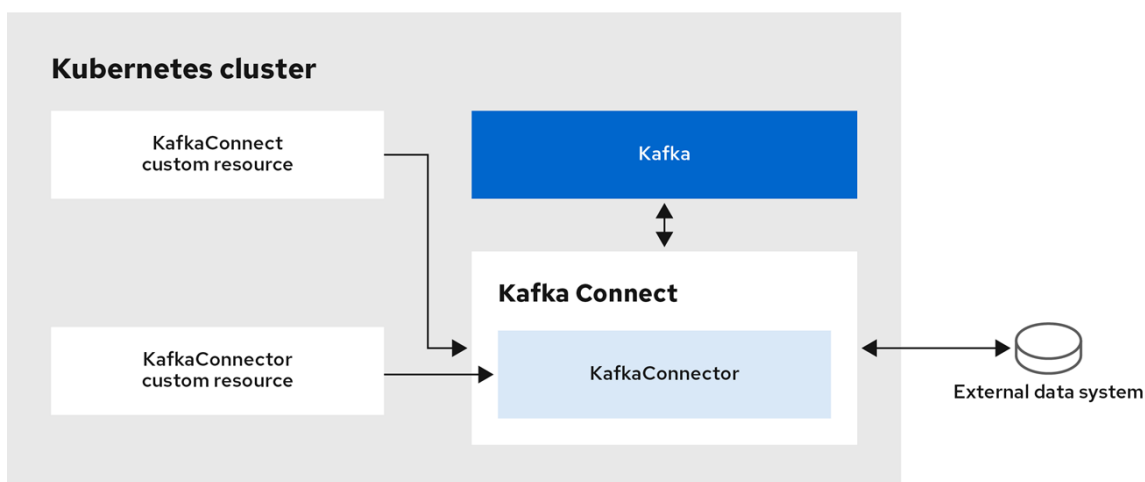 Kubernetes cluster
KafkaConnect
custom resource
Kafka
Kafka Connect
KafkaConnector
custom resource
KafkaConnector
External data system